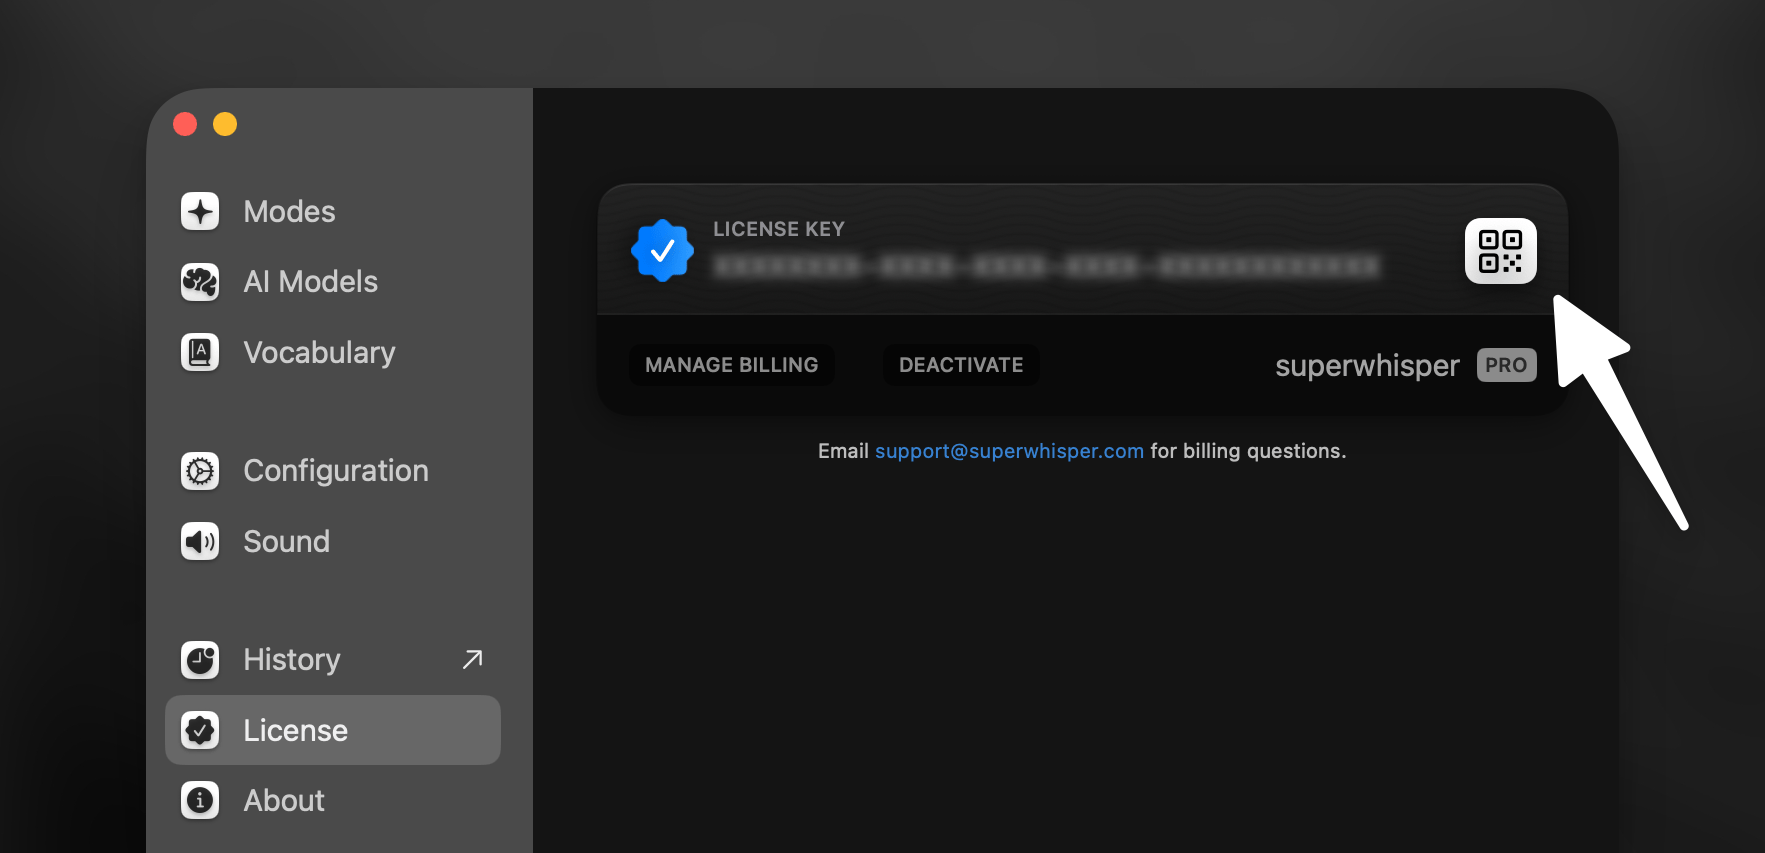 Modes
AI Models
Vocabulary
Configuration
Sound
History
License
About
LICENSE KEY
MANAGE BILLING
DEACTIVATE
superwhisper PRO
Email support@superwhisper.com for billing questions.